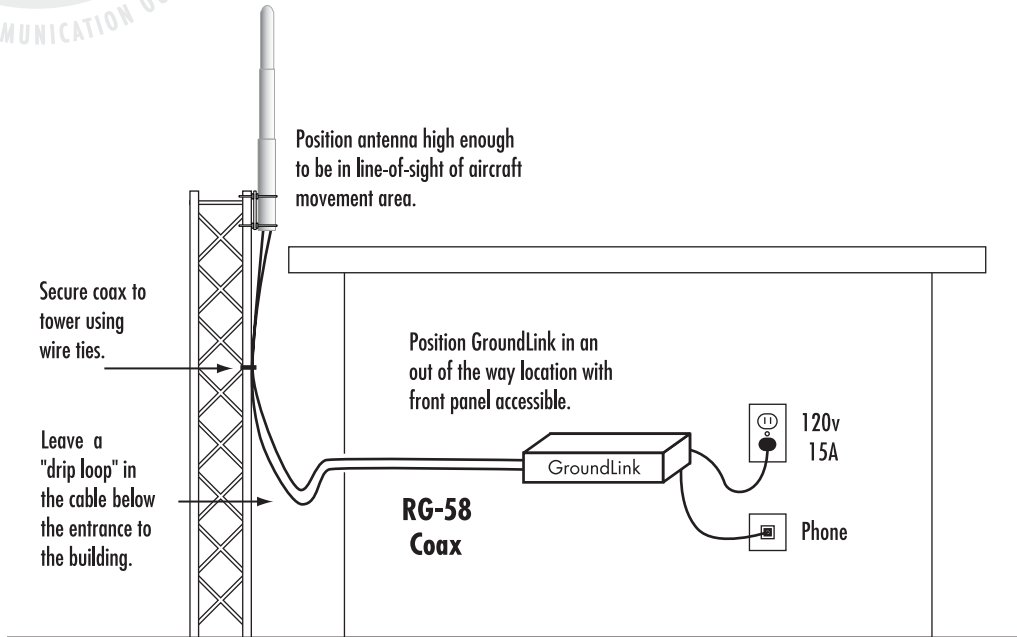 MUNICATION
Position antenna high enough
to be in line-of-sight of aircraft
movement area.
Secure coax to
tower using
wire ties.
Position GroundLink in an
out of the way location with
front panel accessible.
Leave a
"drip loop" in
the cable below
the entrance to
the building.
GroundLink
120v
15A
RG-58
Coax
Phone